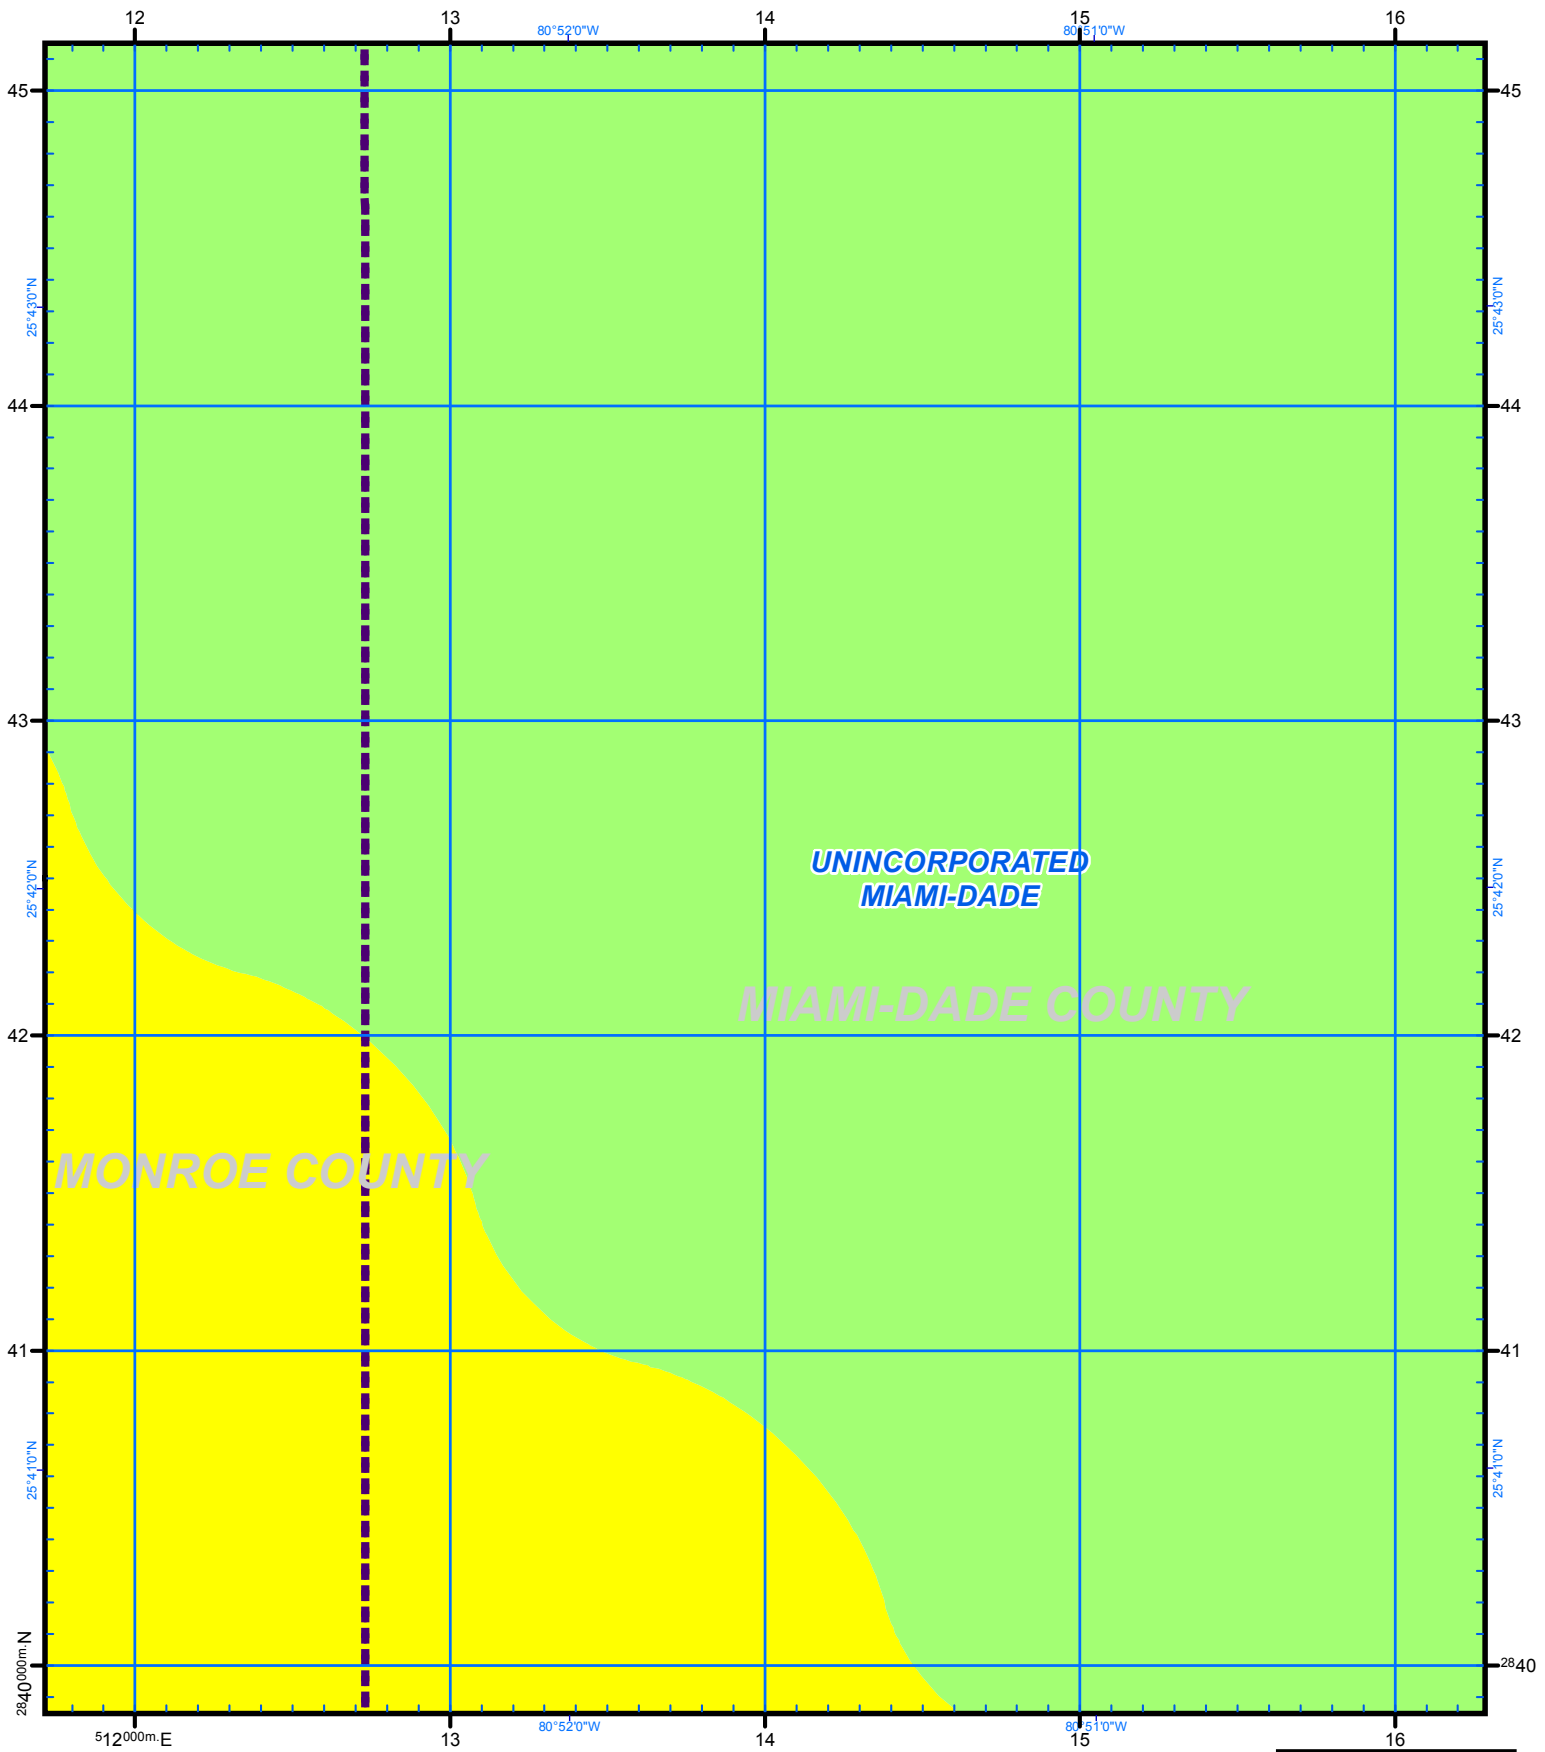 12 13 14 15 16
80°52'0"W 80°51'0"W
45 45
25°43'0"N 25°43'0"N
44 44
43 43
UNINCORPORATED
MIAMI-DADE
25°42'0"N 25°42'0"N
MIAMI-DADE COUNTY
42 42
MONROE COUNTY
41 41
25°41'0"N 25°41'0"N
2840000m.N 2840
80°52'0"W 80°51'0"W
512000m.E 13 14 15 16